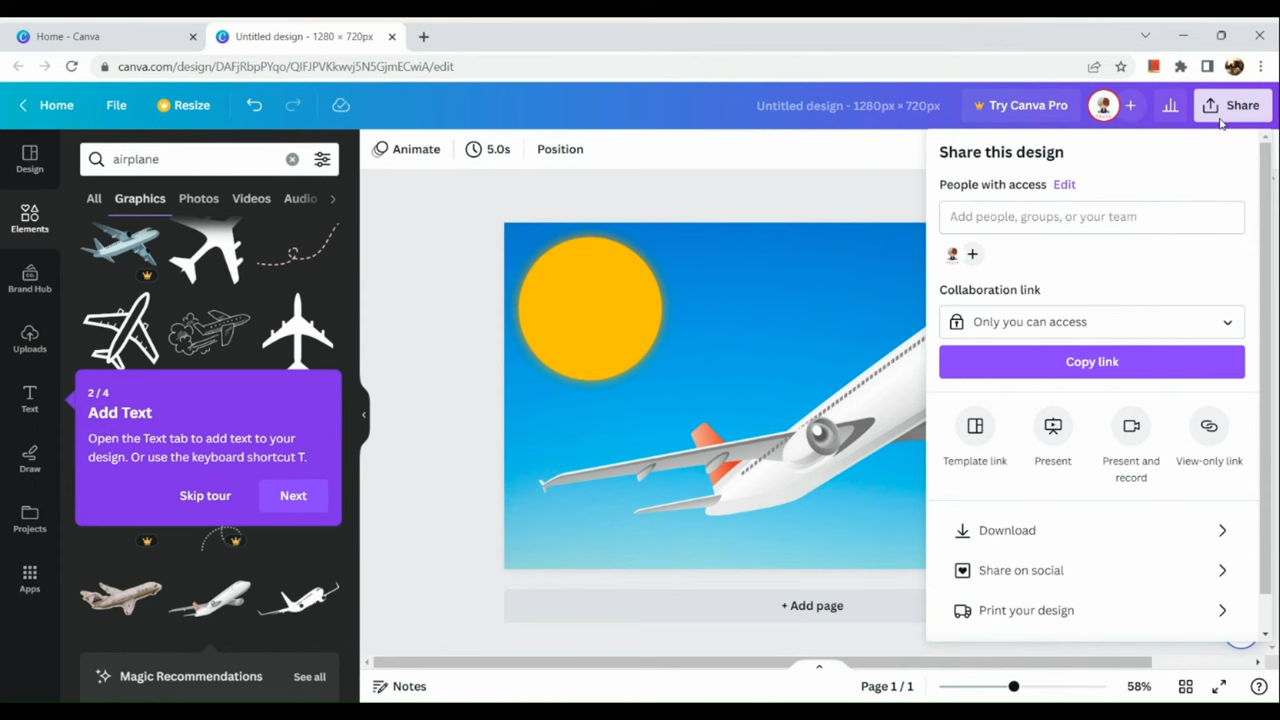 Home - Canva
Untitled design - 1280 × 720px
canva.com/design/DAFjRbpPYqo/QIFJPVKkwvj5N5GjmECwiA/edit
Home
File
Resize
Untitled design - 1280px × 720px
Try Canva Pro
Share
Design
Elements
Brand Hub
Uploads
Text
Draw
Projects
Apps
airplane
All
Graphics
Photos
Videos
Audio
2 / 4
Add Text
Open the Text tab to add text to your
design. Or use the keyboard shortcut T.
Skip tour
Next
Magic Recommendations
See all
Animate
5.0s
Position
+ Add page
Notes
Page 1 / 1
58%
Share this design
People with access Edit
Add people, groups, or your team
Collaboration link
Only you can access
Copy link
Template link
Present
Present and
record
View-only link
Download
Share on social
Print your design